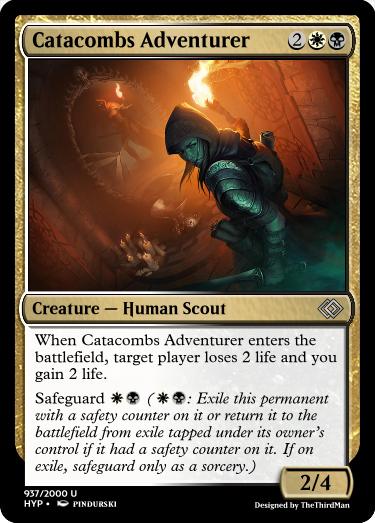 Catacombs Adventurer 2
Creature — Human Scout
When Catacombs Adventurer enters the
battlefield, target player loses 2 life and you
gain 2 life.
Safeguard ( : Exile this permanent
with a safety counter on it or return it to the
battlefield from exile tapped under its owner's
control if it had a safety counter on it. If on
exile, safeguard only as a sorcery.)
2/4
937/2000 U
HYP • PINDURSKI
Designed by TheThirdMan